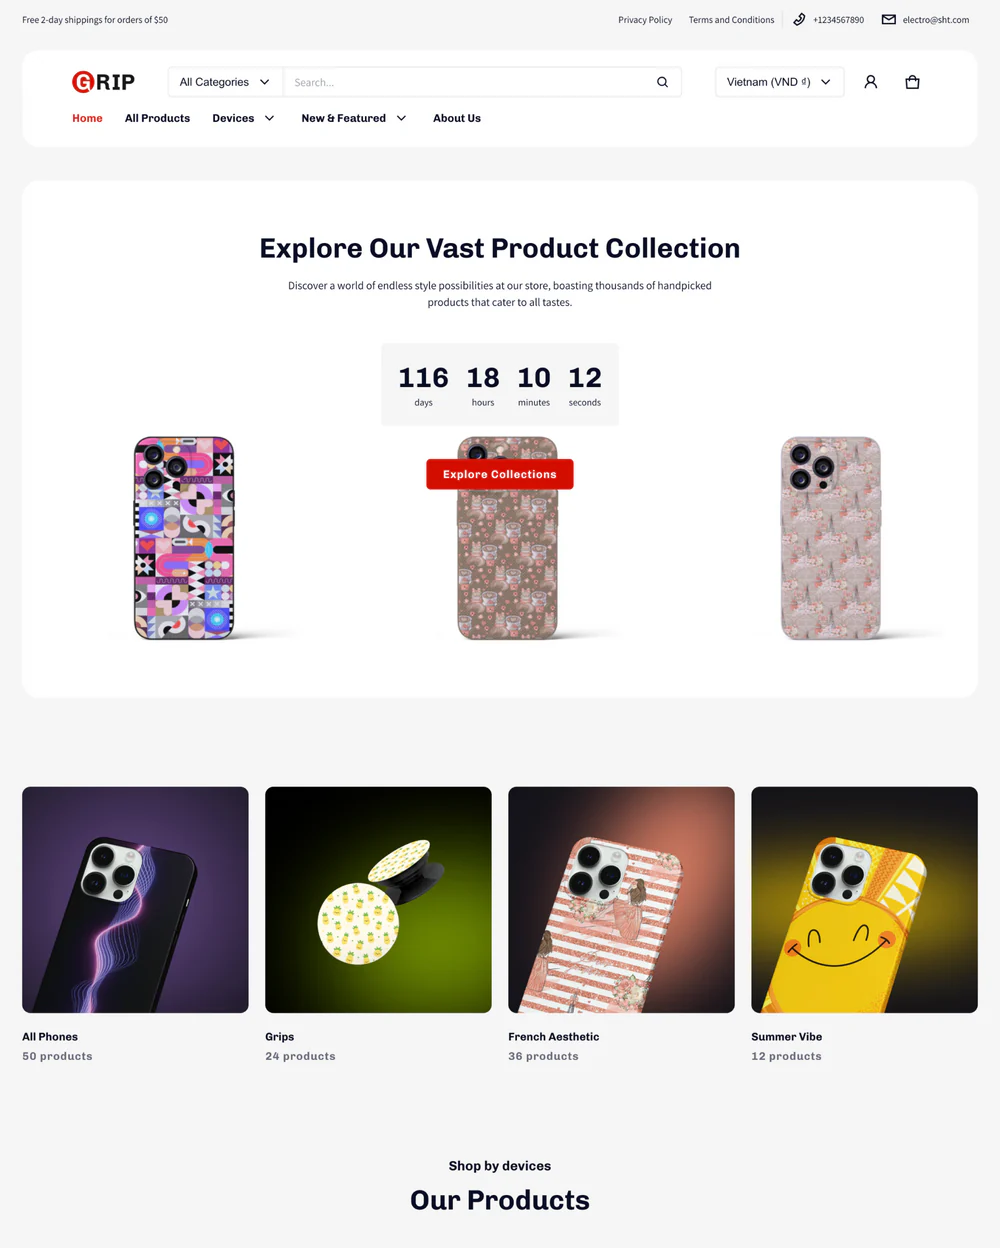 Free 2-day shippings for orders of $50
Privacy Policy
Terms and Conditions
+1234567890
electro@sht.com
GRIP
All Categories
Search...
Vietnam (VND ₫)
Home
All Products
Devices
New & Featured
About Us
Explore Our Vast Product Collection
Discover a world of endless style possibilities at our store, boasting thousands of handpicked
products that cater to all tastes.
116 18 10 12
days hours minutes seconds
Explore Collections
All Phones
50 products
Grips
24 products
French Aesthetic
36 products
Summer Vibe
12 products
Shop by devices
Our Products